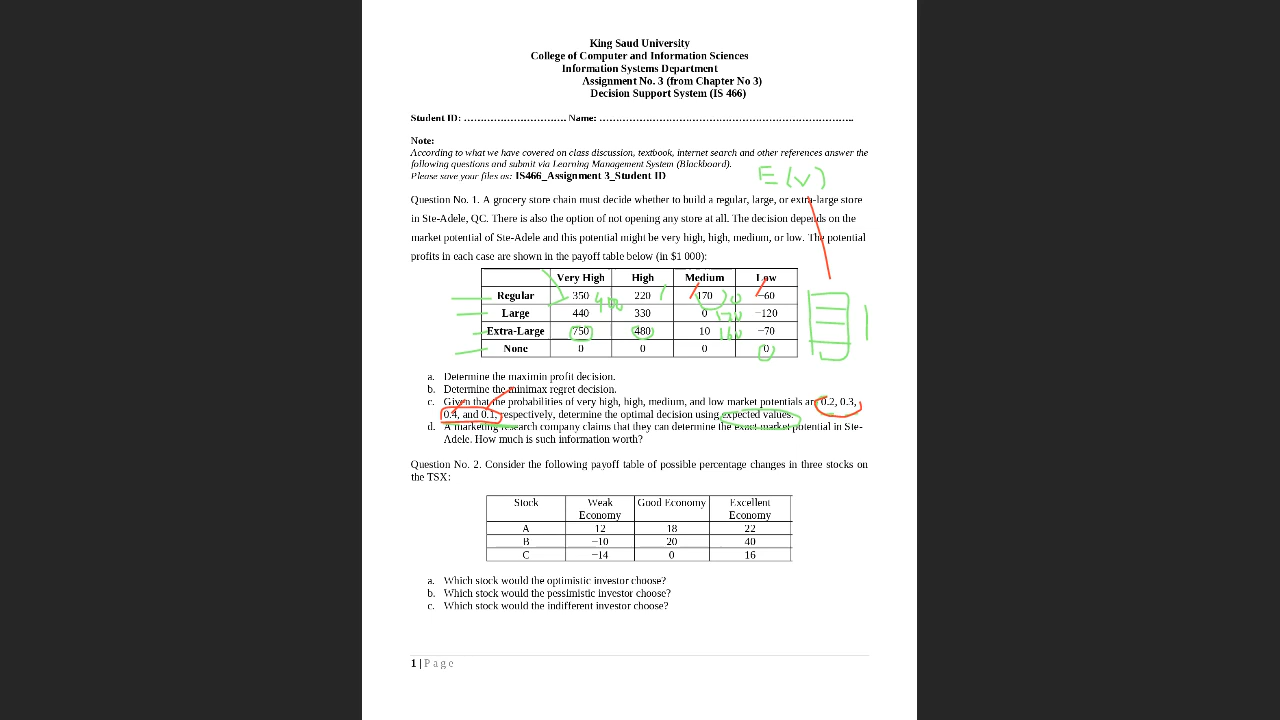 King Saud University
College of Computer and Information Sciences
Information Systems Department
Assignment No. 3 (from Chapter No 3)
Decision Support System (IS 466)
Student ID: ................................ Name: ................................................................................
Note:
According to what we have covered on class discussion, textbook, internet search and other references answer the
following questions and submit via Learning Management System (Blackboard).
Please save your files as: IS466_Assignment 3_Student ID
E(V)
Question No. 1. A grocery store chain must decide whether to build a regular, large, or extra-large store
in Ste-Adele, QC. There is also the option of not opening any store at all. The decision depends on the
market potential of Ste-Adele and this potential might be very high, high, medium, or low. The potential
profits in each case are shown in the payoff table below (in $1 000):
Very High High Medium Low
Regular 350 400 220 170 −60
Large 440 330 0 170 −120
Extra-Large 750 480 10 160 −70
None 0 0 0 0
0
a. Determine the maximin profit decision.
b. Determine the minimax regret decision.
c. Given that the probabilities of very high, high, medium, and low market potentials are 0.2, 0.3,
0.4, and 0.1, respectively, determine the optimal decision using expected values.
d. A marketing research company claims that they can determine the exact market potential in Ste-
Adele. How much is such information worth?
Question No. 2. Consider the following payoff table of possible percentage changes in three stocks on
the TSX:
Stock Weak Economy Good Economy Excellent Economy
A 12 18 22
B −10 20 40
C −14 0 16
a. Which stock would the optimistic investor choose?
b. Which stock would the pessimistic investor choose?
c. Which stock would the indifferent investor choose?
1 | Page